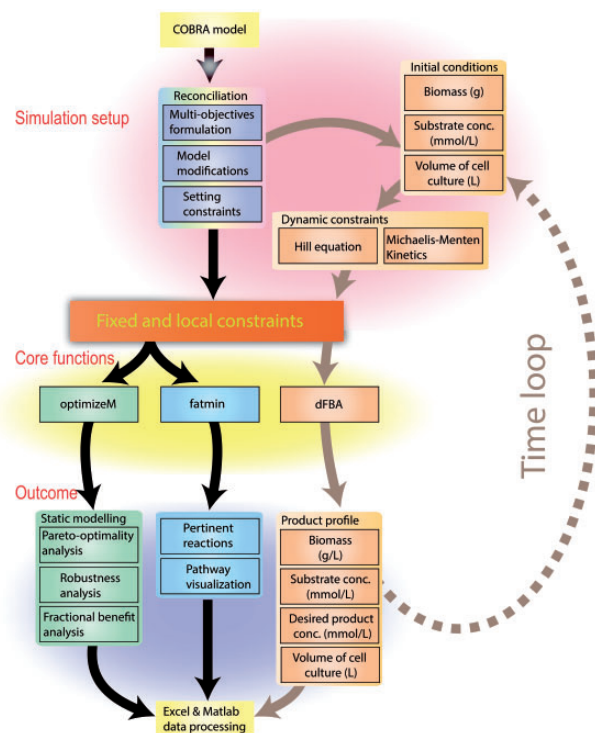 COBRA model
Simulation setup
Reconciliation
Multi-objectives
formulation
Model
modifications
Setting
constraints
Initial conditions
Biomass (g)
Substrate conc.
(mmol/L)
Volume of cell
culture (L)
Dynamic constraints
Hill equation
Michaelis-Menten
Kinetics
Fixed and local constraints
Core functions
optimizeM
fatmin
dFBA
Time loop
Outcome
Static modelling
Pareto-optimality
analysis
Robustness
analysis
Fractional benefit
analysis
Pertinent
reactions
Pathway
visualization
Product profile
Biomass
(g/L)
Substrate conc.
(mmol/L)
Desired product
conc. (mmol/L)
Volume of cell
culture (L)
Excel & Matlab
data processing